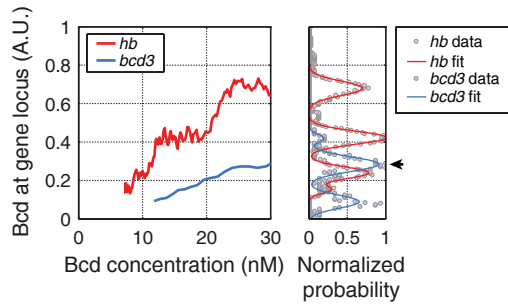 Bcd at gene locus (A.U.)
1
0.8
0.6
0.4
0.2
0
hb
bcd3
0 10 20 30
Bcd concentration (nM)
0 0.5 1
Normalized
probability
hb data
hb fit
bcd3 data
bcd3 fit